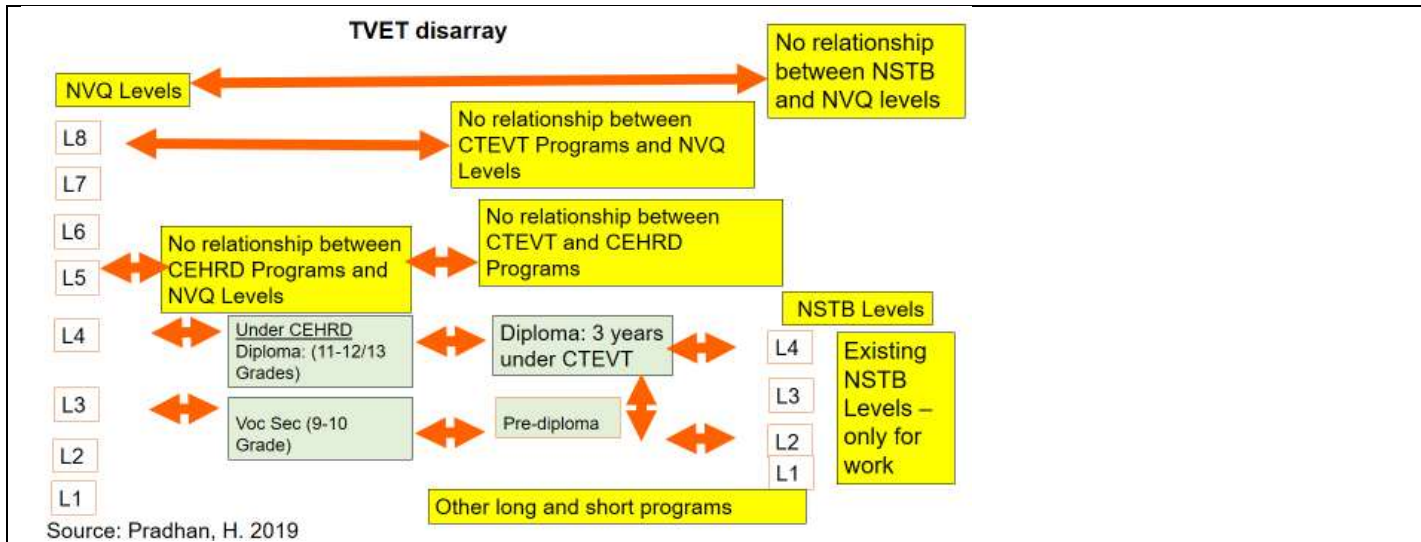 TVET disarray
No relationship
between NSTB
and NVQ levels
NVQ Levels
No relationship between
CTEVT Programs and NVQ
Levels
L8
L7
No relationship between
CTEVT and CEHRD
Programs
L6
No relationship between
CEHRD Programs and
NVQ Levels
L5
NSTB Levels
L4
Under CEHRD
Diploma: (11-12/13
Grades)
Diploma: 3 years
under CTEVT
L4
Existing
NSTB
Levels –
only for
work
L3
L3
Voc Sec (9-10
Grade)
Pre-diploma
L2
L2
L1
L1
Other long and short programs
Source: Pradhan, H. 2019